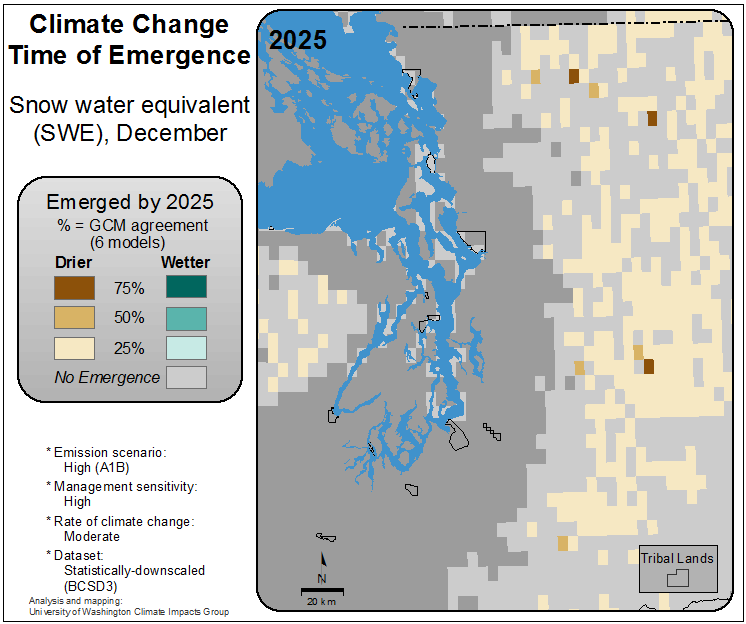 Climate Change
Time of Emergence
Snow water equivalent
(SWE), December
Emerged by 2025
% = GCM agreement
(6 models)
Drier Wetter
75%
50%
25%
No Emergence
* Emission scenario:
High (A1B)
* Management sensitivity:
High
* Rate of climate change:
Moderate
* Dataset:
Statistically-downscaled
(BCSD3)
Analysis and mapping:
University of Washington Climate Impacts Group
2025
N
20 km
Tribal Lands